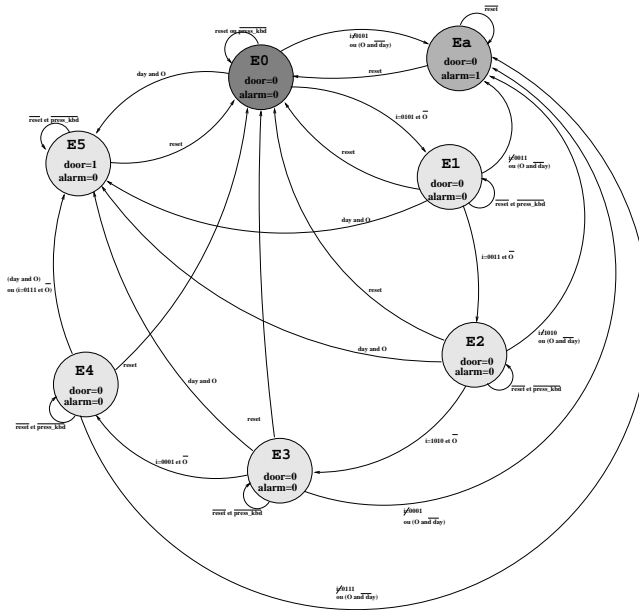 reset
reset ou press_kbd
i≠0101
ou (O and day)
Ea
door=0
alarm=1
E0
door=0
alarm=0
reset
day and O
i=0101 et O
reset et press_kbd
E5
door=1
alarm=0
reset
reset
E1
door=0
alarm=0
i≠0011
ou (O and day)
reset et press_kbd
day and O
i=0011 et O
(day and O)
ou (i=0111 et O)
reset
E2
door=0
alarm=0
i≠1010
ou (O and day)
day and O
reset
E4
door=0
alarm=0
day and O
reset et press_kbd
reset
reset et press_kbd
i=1010 et O
E3
door=0
alarm=0
i=0001 et O
reset et press_kbd
i≠0001
ou (O and day)
i≠0111
ou (O and day)